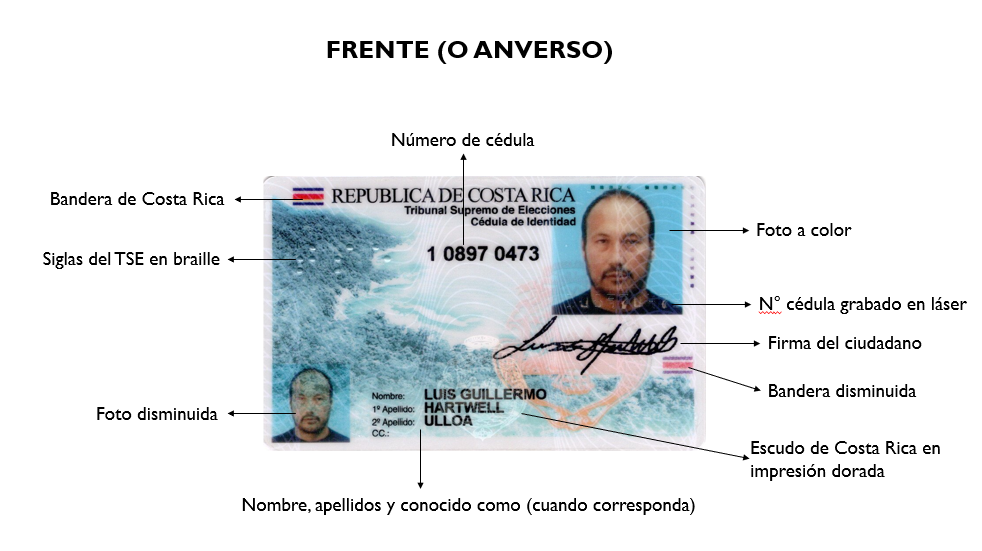 FRENTE (O ANVERSO)
Número de cédula
Bandera de Costa Rica
REPUBLICA DE COSTA RICA
Tribunal Supremo de Elecciones
Cédula de Identidad
Foto a color
Siglas del TSE en braille
1 0897 0473
N° cédula grabado en láser
Firma del ciudadano
Bandera disminuida
Foto disminuida
Nombre: LUIS GUILLERMO
1º Apellido: HARTWELL
2º Apellido: ULLOA
CC.:
Escudo de Costa Rica en
impresión dorada
Nombre, apellidos y conocido como (cuando corresponda)